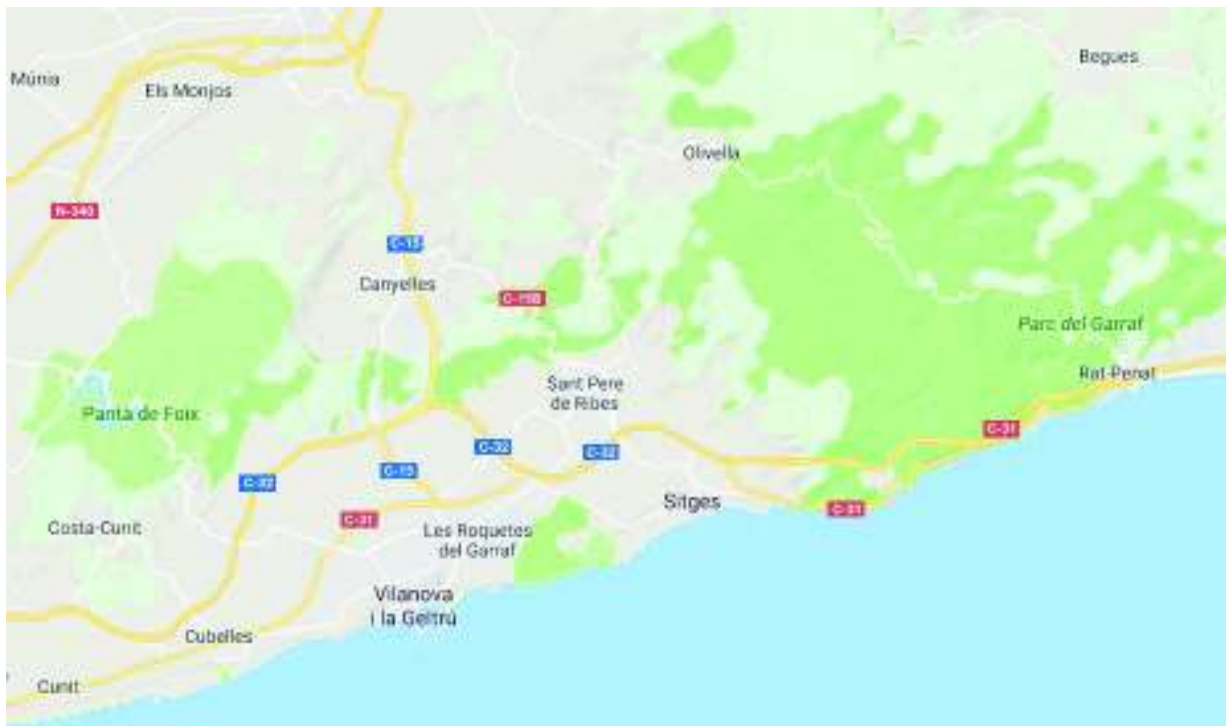 Begues
Múnia
Els Monjos
Olivella
N-340
C-15
Canyelles
C-15B
Parc del Garraf
Rat-Penat
Sant Pere
de Ribes
Panta de Foix
C-31
C-32
C-32
C-15
C-32
Sitges
C-31
C-31
Costa-Cunit
Les Roquetes
del Garraf
Vilanova
i la Geltrú
Cubelles
Cunit